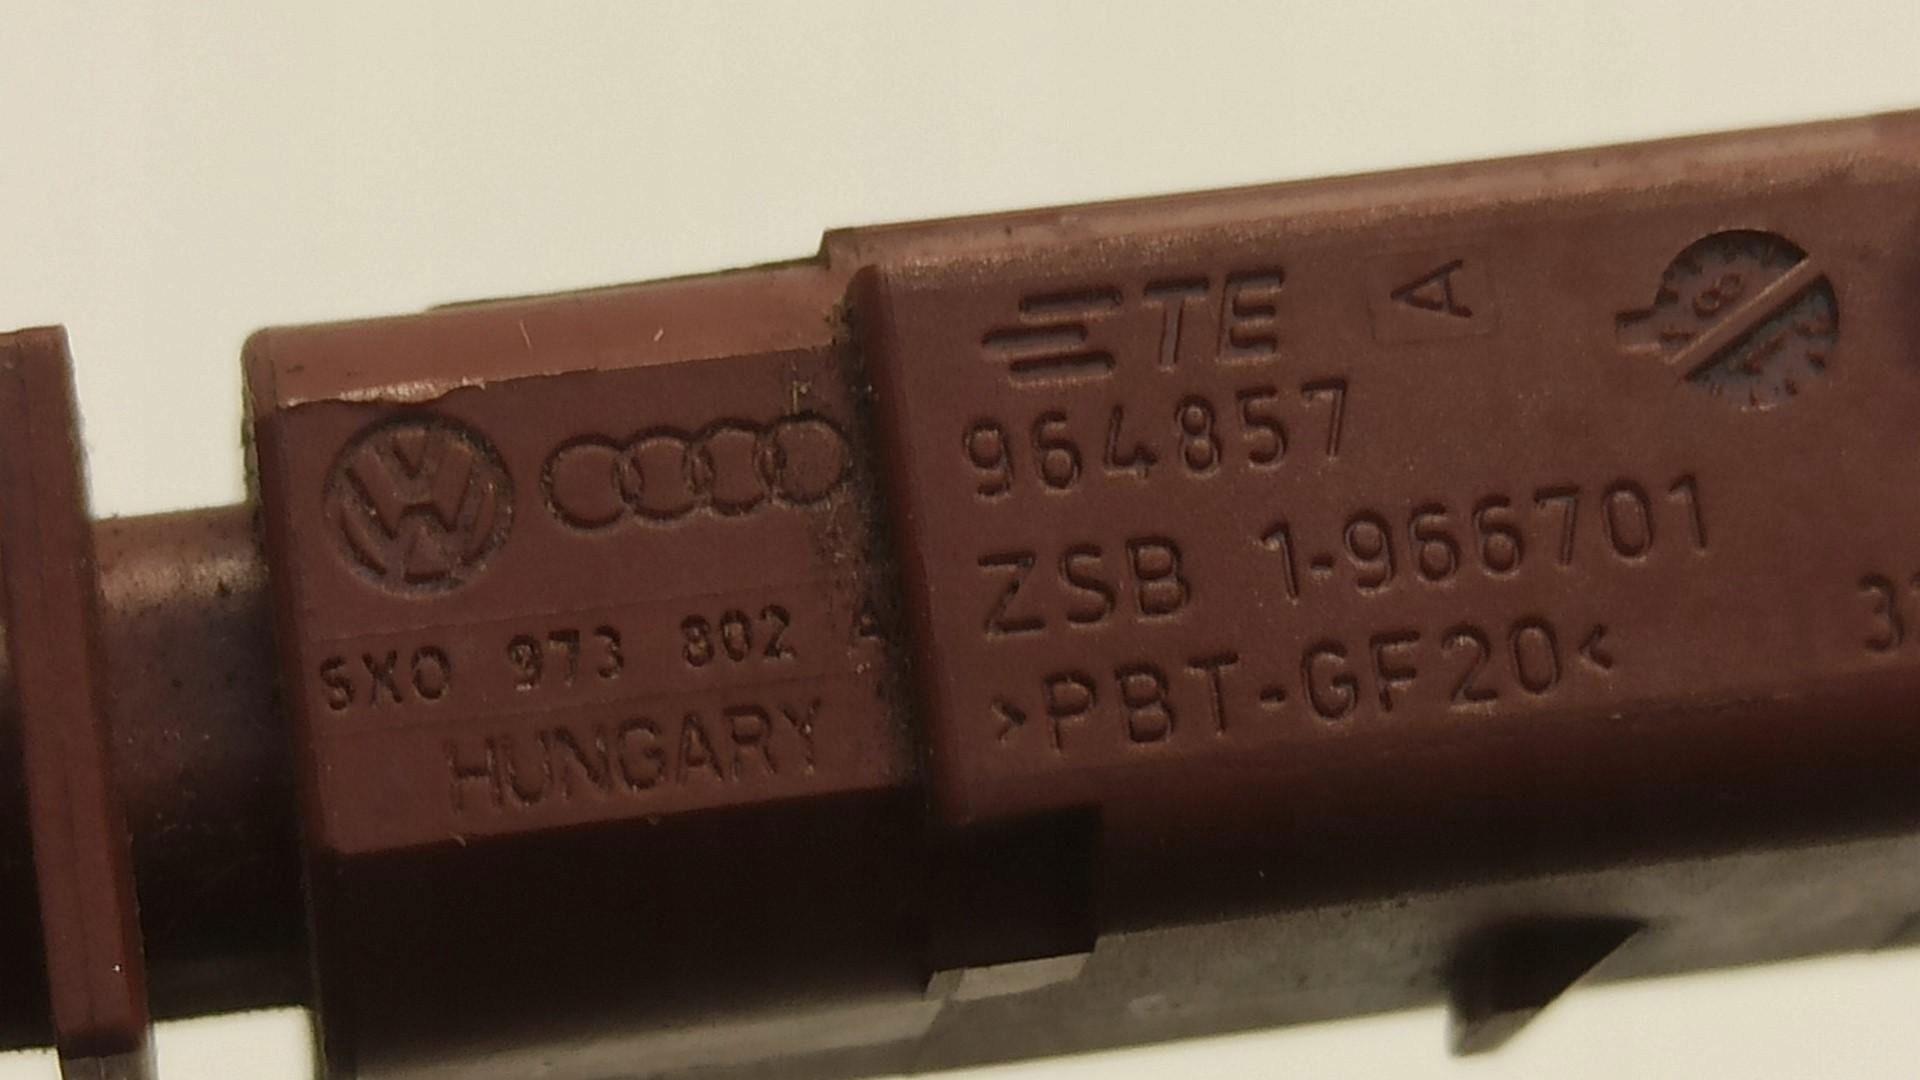 TE A
964857
ZSB 1-966701
>PBT-GF20<
5X0 973 802 A
HUNGARY